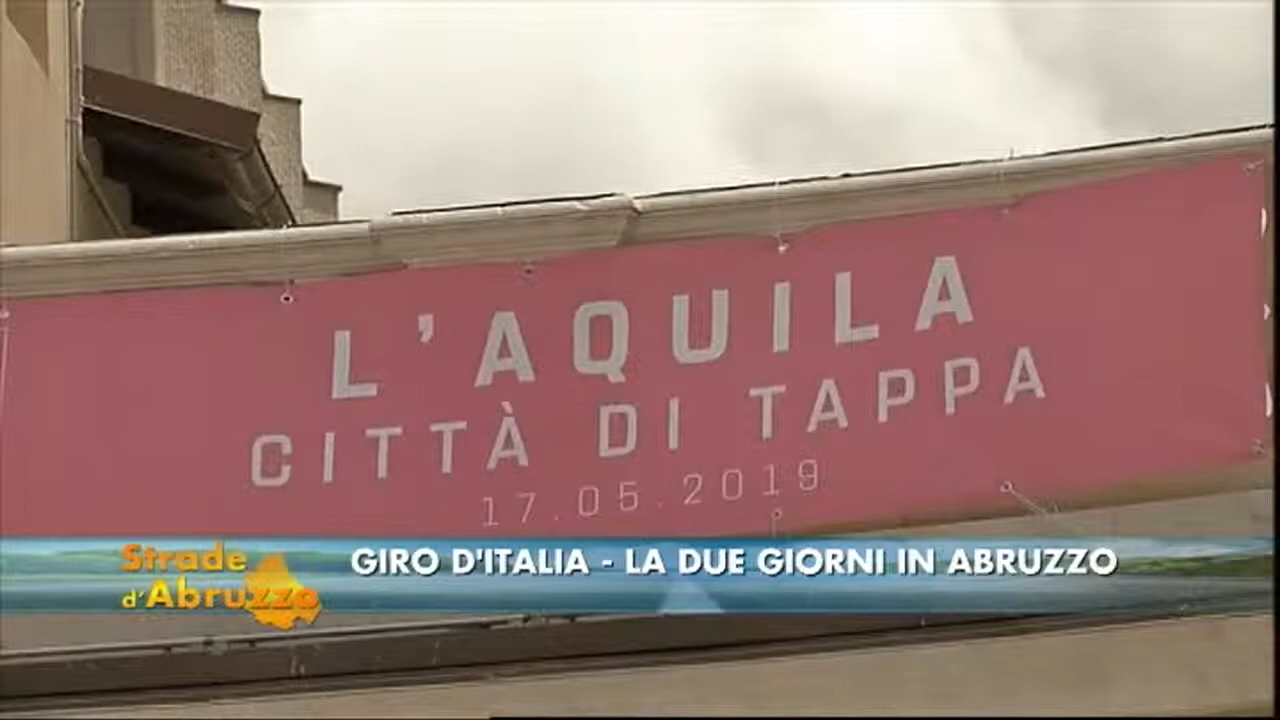 L'AQUILA
CITTÀ DI TAPPA
17.05.2019
Strade
d'Abruzzo
GIRO D'ITALIA - LA DUE GIORNI IN ABRUZZO